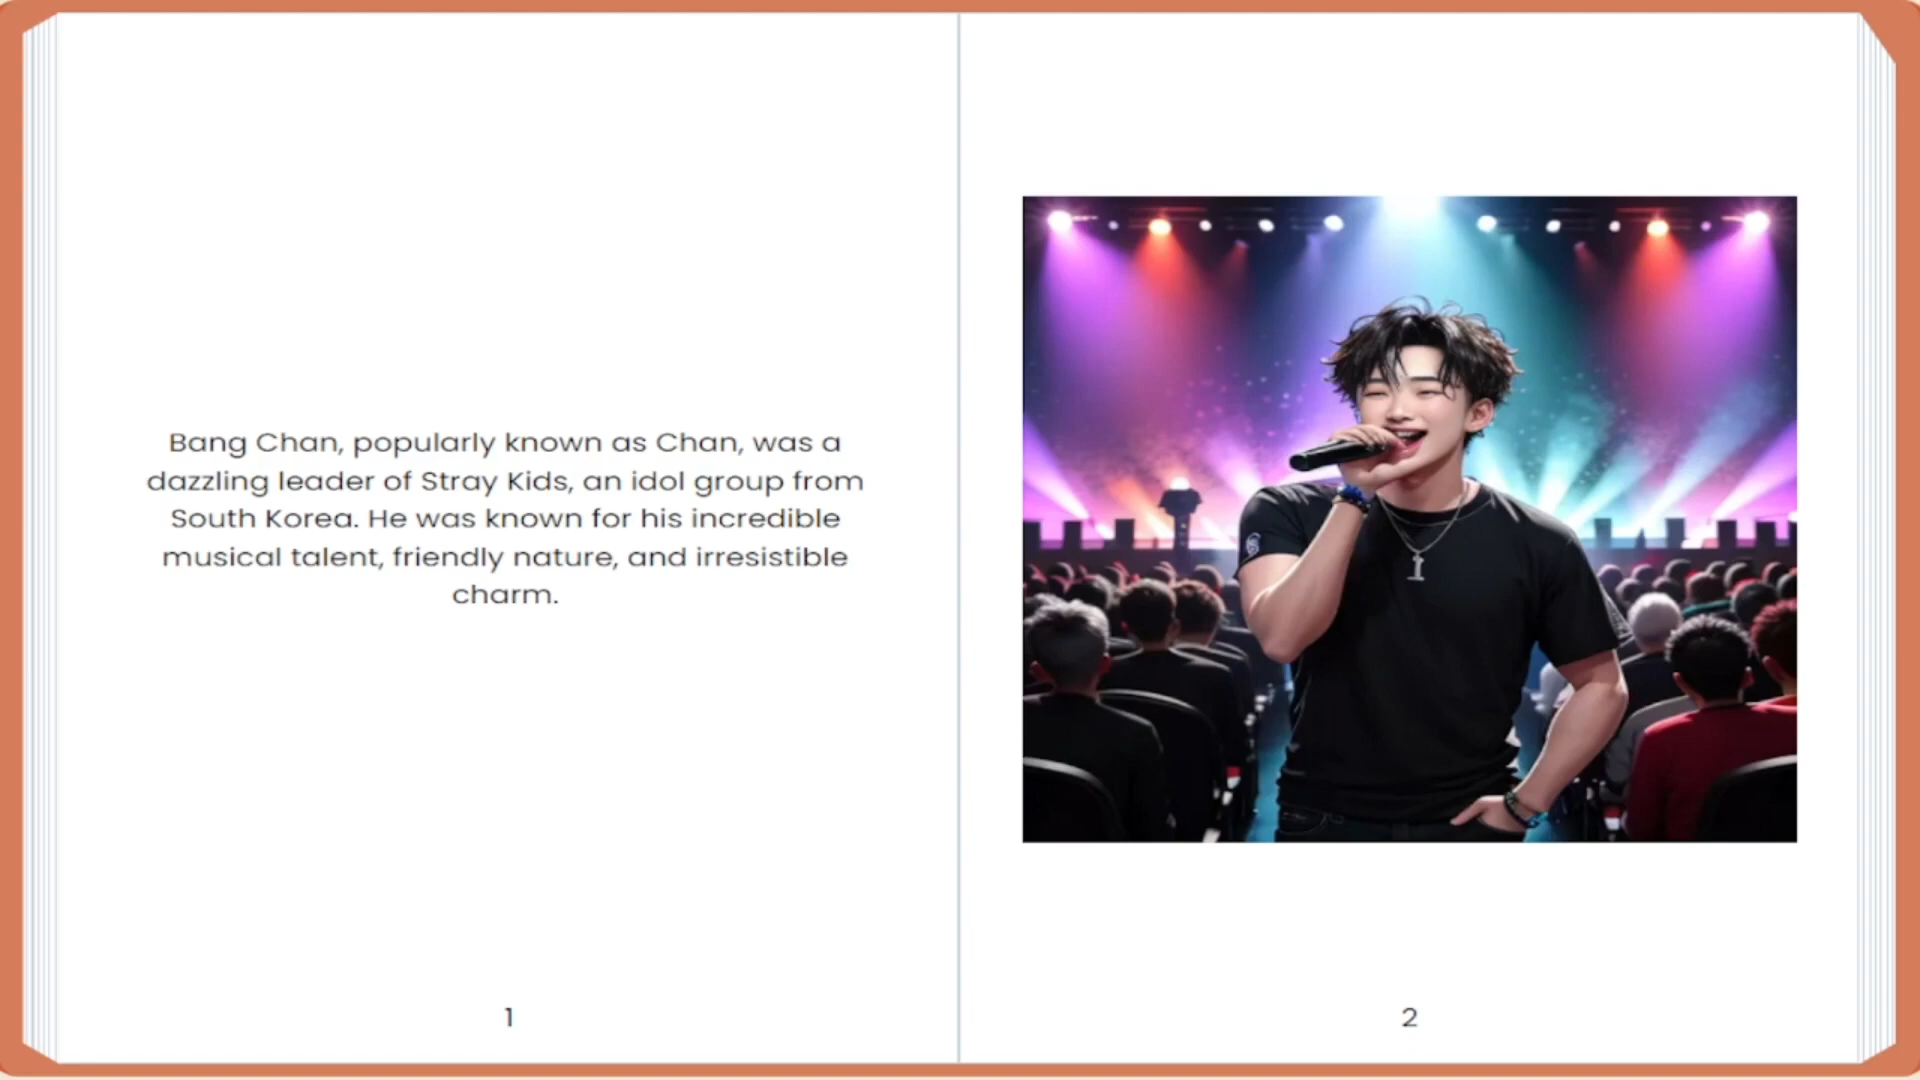 Bang Chan, popularly known as Chan, was a
dazzling leader of Stray Kids, an idol group from
South Korea. He was known for his incredible
musical talent, friendly nature, and irresistible
charm.
1
2